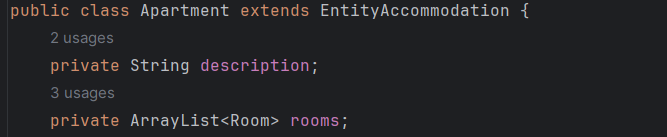 public class Apartment extends EntityAccommodation {
2 usages
private String description;
3 usages
private ArrayList<Room> rooms;